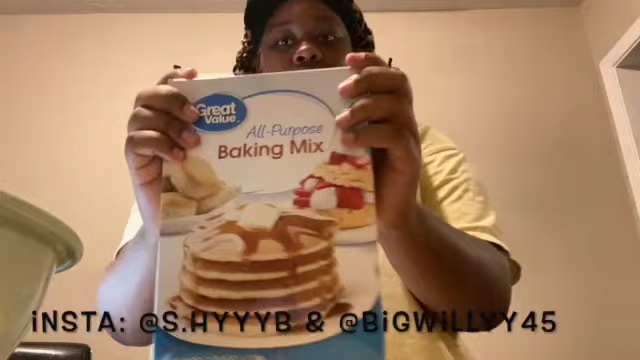 Great
Value
All-Purpose
Baking Mix
iNSTA: @S.HYYYB & @BiGWiLLYY45